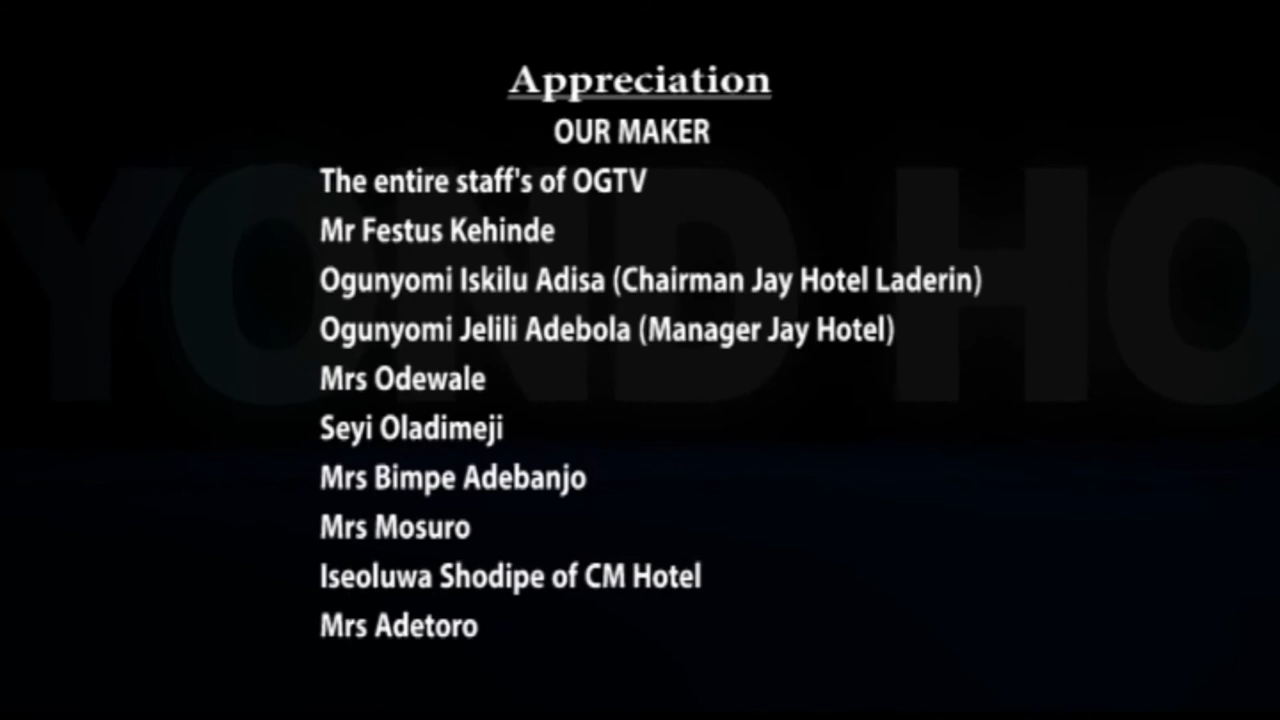 Appreciation
OUR MAKER
The entire staff's of OGTV
Mr Festus Kehinde
Ogunyomi Iskilu Adisa (Chairman Jay Hotel Laderin)
Ogunyomi Jelili Adebola (Manager Jay Hotel)
Mrs Odewale
Seyi Oladimeji
Mrs Bimpe Adebanjo
Mrs Mosuro
Iseoluwa Shodipe of CM Hotel
Mrs Adetoro
YOND HO